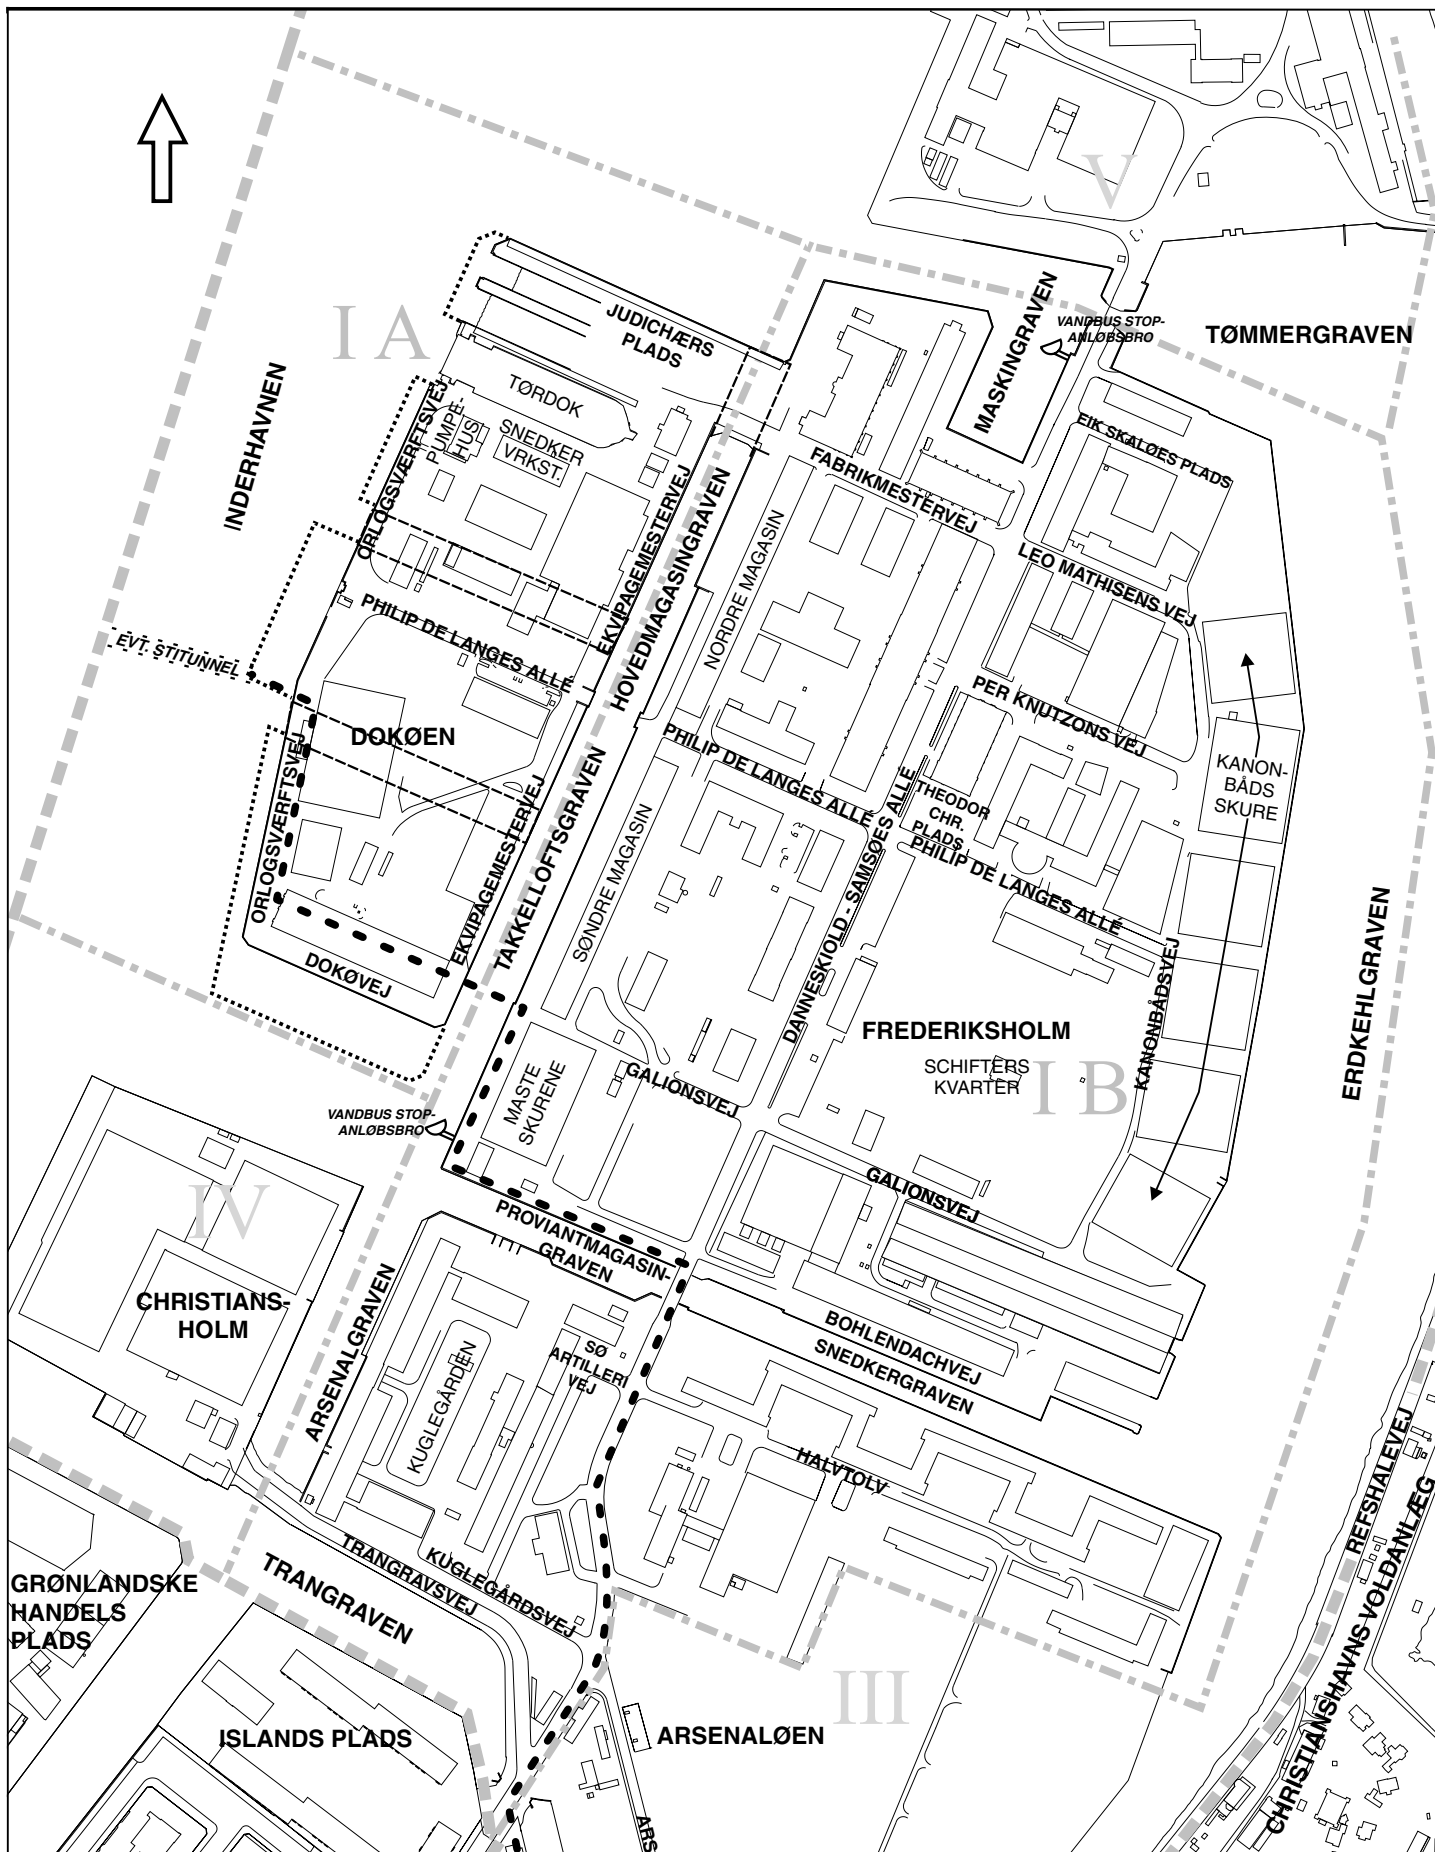 V
I A
JUDICHÆRS
PLADS
MASKINGRAVEN
VANDBUS STOP-
ANLØBSBRO
TØMMERGRAVEN
INDERHAVNEN
ORLOGSVÆRFTSVEJ
PUMPE-
HUS
TØRDOK
SNEDKER
VRKST.
EIK SKALØES PLADS
FABRIKMESTERVEJ
LEO MATHISENS VEJ
EKVIPAGEMESTERVEJ
HOVEDMAGASINGRAVEN
NORDRE MAGASIN
PHILIP DE LANGES ALLÉ
EVT. STITUNNEL
DOKØEN
PER KNUTZONS VEJ
PHILIP DE LANGES ALLÉ
KANON-
BÅDS
SKURE
THEODOR
CHR.
PLADS
PHILIP DE LANGES ALLÉ
ORLOGSVÆRFTSVEJ
EKVIPAGEMESTERVEJ
TAKKELLOFTSGRAVEN
SØNDRE MAGASIN
DANNESKIOLD - SAMSØES ALLÉ
DOKØVEJ
KANONBÅDSVEJ
ERDKEHLGRAVEN
FREDERIKSHOLM
SCHIFTERS
KVARTER
I B
MASTE
SKURENE
GALIONSVEJ
VANDBUS STOP-
ANLØBSBRO
GALIONSVEJ
IV
PROVIANTMAGASIN-
GRAVEN
CHRISTIANS-
HOLM
ARSENALGRAVEN
KUGLEGÅRDEN
SØ
ARTILLERI
VEJ
BOHLENDACHVEJ
SNEDKERGRAVEN
HALVTOLV
REFSHALEVEJ
CHRISTIANSHAVNS VOLDANLÆG
TRANGRAVSVEJ
KUGLEGÅRDSVEJ
TRANGRAVEN
GRØNLANDSKE
HANDELS
PLADS
III
ISLANDS PLADS
ARSENALØEN
ARS